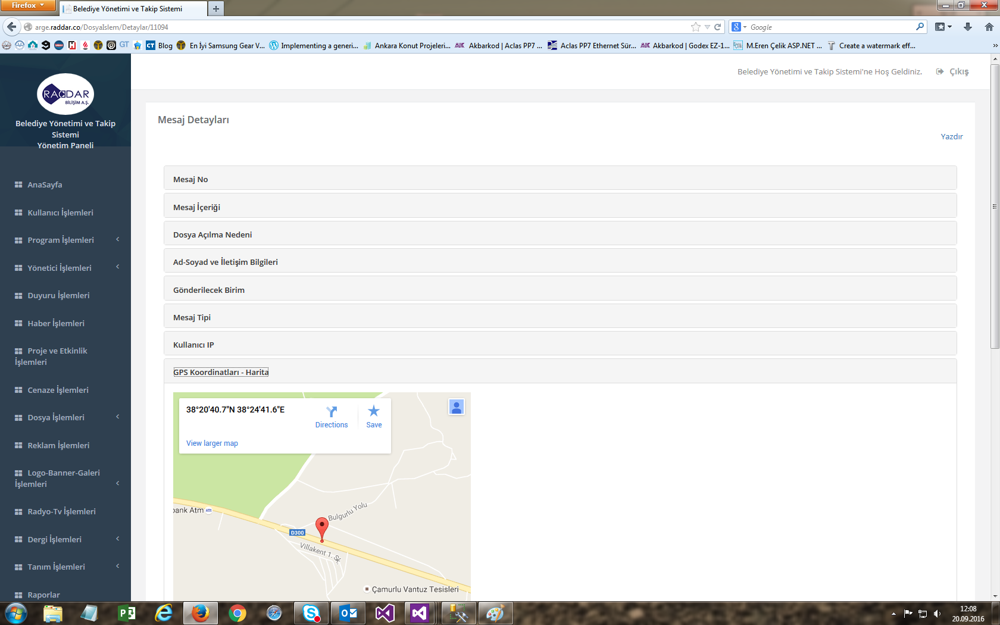 Firefox
Belediye Yönetimi ve Takip Sistemi
arge.raddar.co/DosyaIslem/Detaylar/11094
Google
GT
CT Blog
En İyi Samsung Gear V...
Implementing a generi...
Ankara Konut Projeleri...
Akbarkod | Aclas PP7 ...
Aclas PP7 Ethernet Sür...
Akbarkod | Godex EZ-1...
M.Eren Çelik ASP.NET ...
Create a watermark eff...
RADDAR
BİLİŞİM A.Ş.
Belediye Yönetimi ve Takip
Sistemi
Yönetim Paneli
AnaSayfa
Kullanıcı İşlemleri
Program İşlemleri
Yönetici İşlemleri
Duyuru İşlemleri
Haber İşlemleri
Proje ve Etkinlik
İşlemleri
Cenaze İşlemleri
Dosya İşlemleri
Reklam İşlemleri
Logo-Banner-Galeri
İşlemleri
Radyo-Tv İşlemleri
Dergi İşlemleri
Tanım İşlemleri
Raporlar
Belediye Yönetimi ve Takip Sistemi'ne Hoş Geldiniz.
Çıkış
Mesaj Detayları
Yazdır
Mesaj No
Mesaj İçeriği
Dosya Açılma Nedeni
Ad-Soyad ve İletişim Bilgileri
Gönderilecek Birim
Mesaj Tipi
Kullanıcı IP
GPS Koordinatları - Harita
38°20'40.7"N 38°24'41.6"E
Directions
Save
View larger map
bank Atm
Bulgurlu Yolu
D300
Villakent 1. Sk.
Çamurlu Vantuz Tesisleri
12:08
20.09.2016